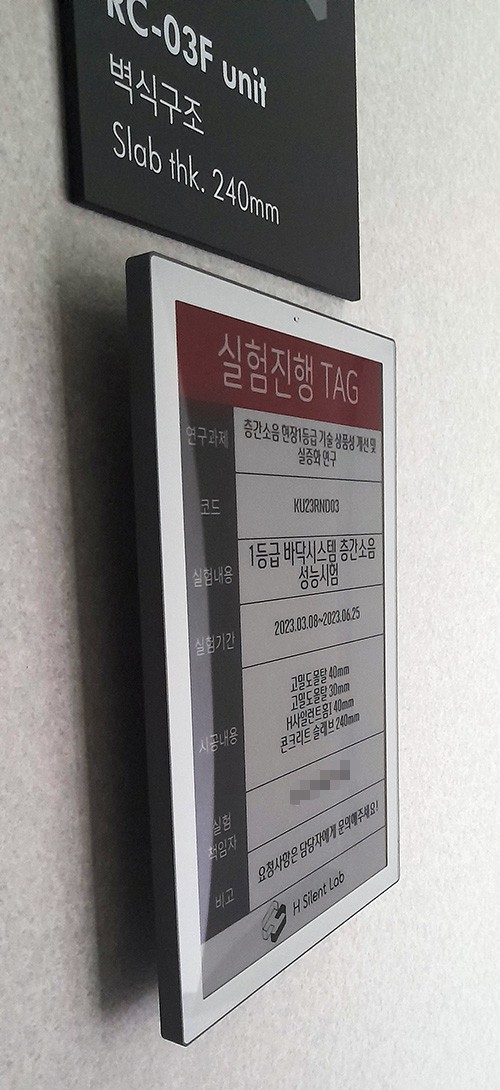 RC-03F unit
벽식구조
Slab thk. 240mm
실험진행 TAG
연구과제
층간소음 현장1등급 기술 상품성 개선 및
실증화 연구
코드
KU23RND03
실험내용
1등급 바닥시스템 층간소음
성능시험
실험기간
2023.03.08~2023.06.25
시공내용
고밀도몰탈 40mm
고밀도몰탈 30mm
H사일런트홈I 40mm
콘크리트 슬래브 240mm
실험
책임자
비고
요청사항은 담당자에게 문의해주세요!
H Silent Lab